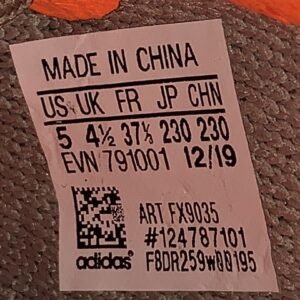 MADE IN CHINA
US UK FR JP CHN
5 4½ 37⅓ 230 230
EVN 791001 12/19
ART FX9035
#124787101
adidas F8DR259W00195